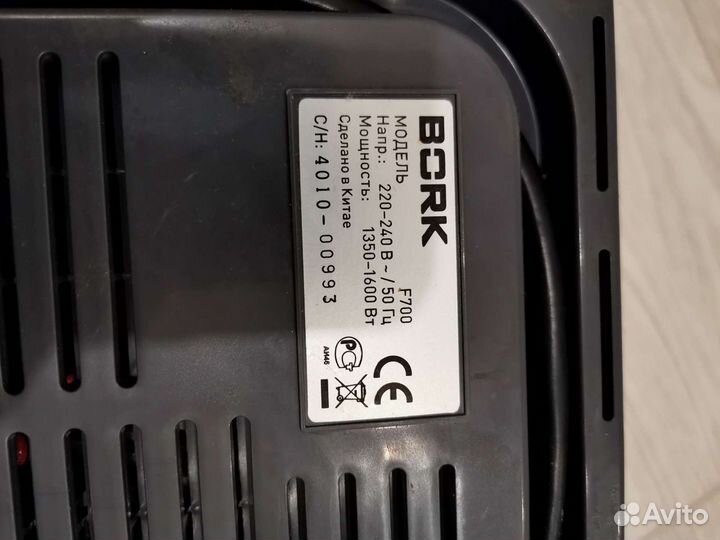 BORK
МОДЕЛЬ F700
Напр.: 220-240 В ~ / 50 Гц
Мощность: 1350-1600 Вт
Сделано в Китае
С/Н: 4010-00993
CE
РС
АИ46
Avito